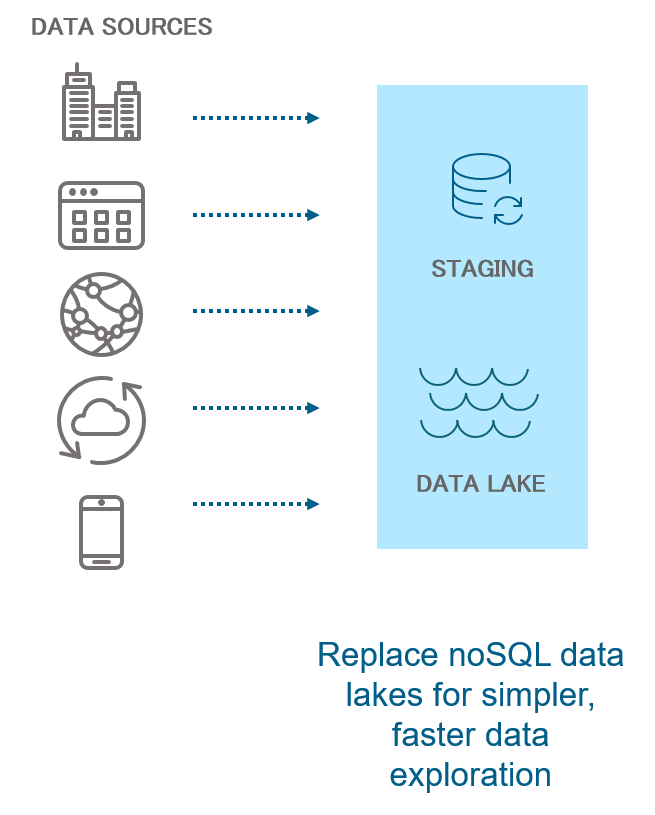 DATA SOURCES
STAGING
DATA LAKE
Replace noSQL data
lakes for simpler,
faster data
exploration